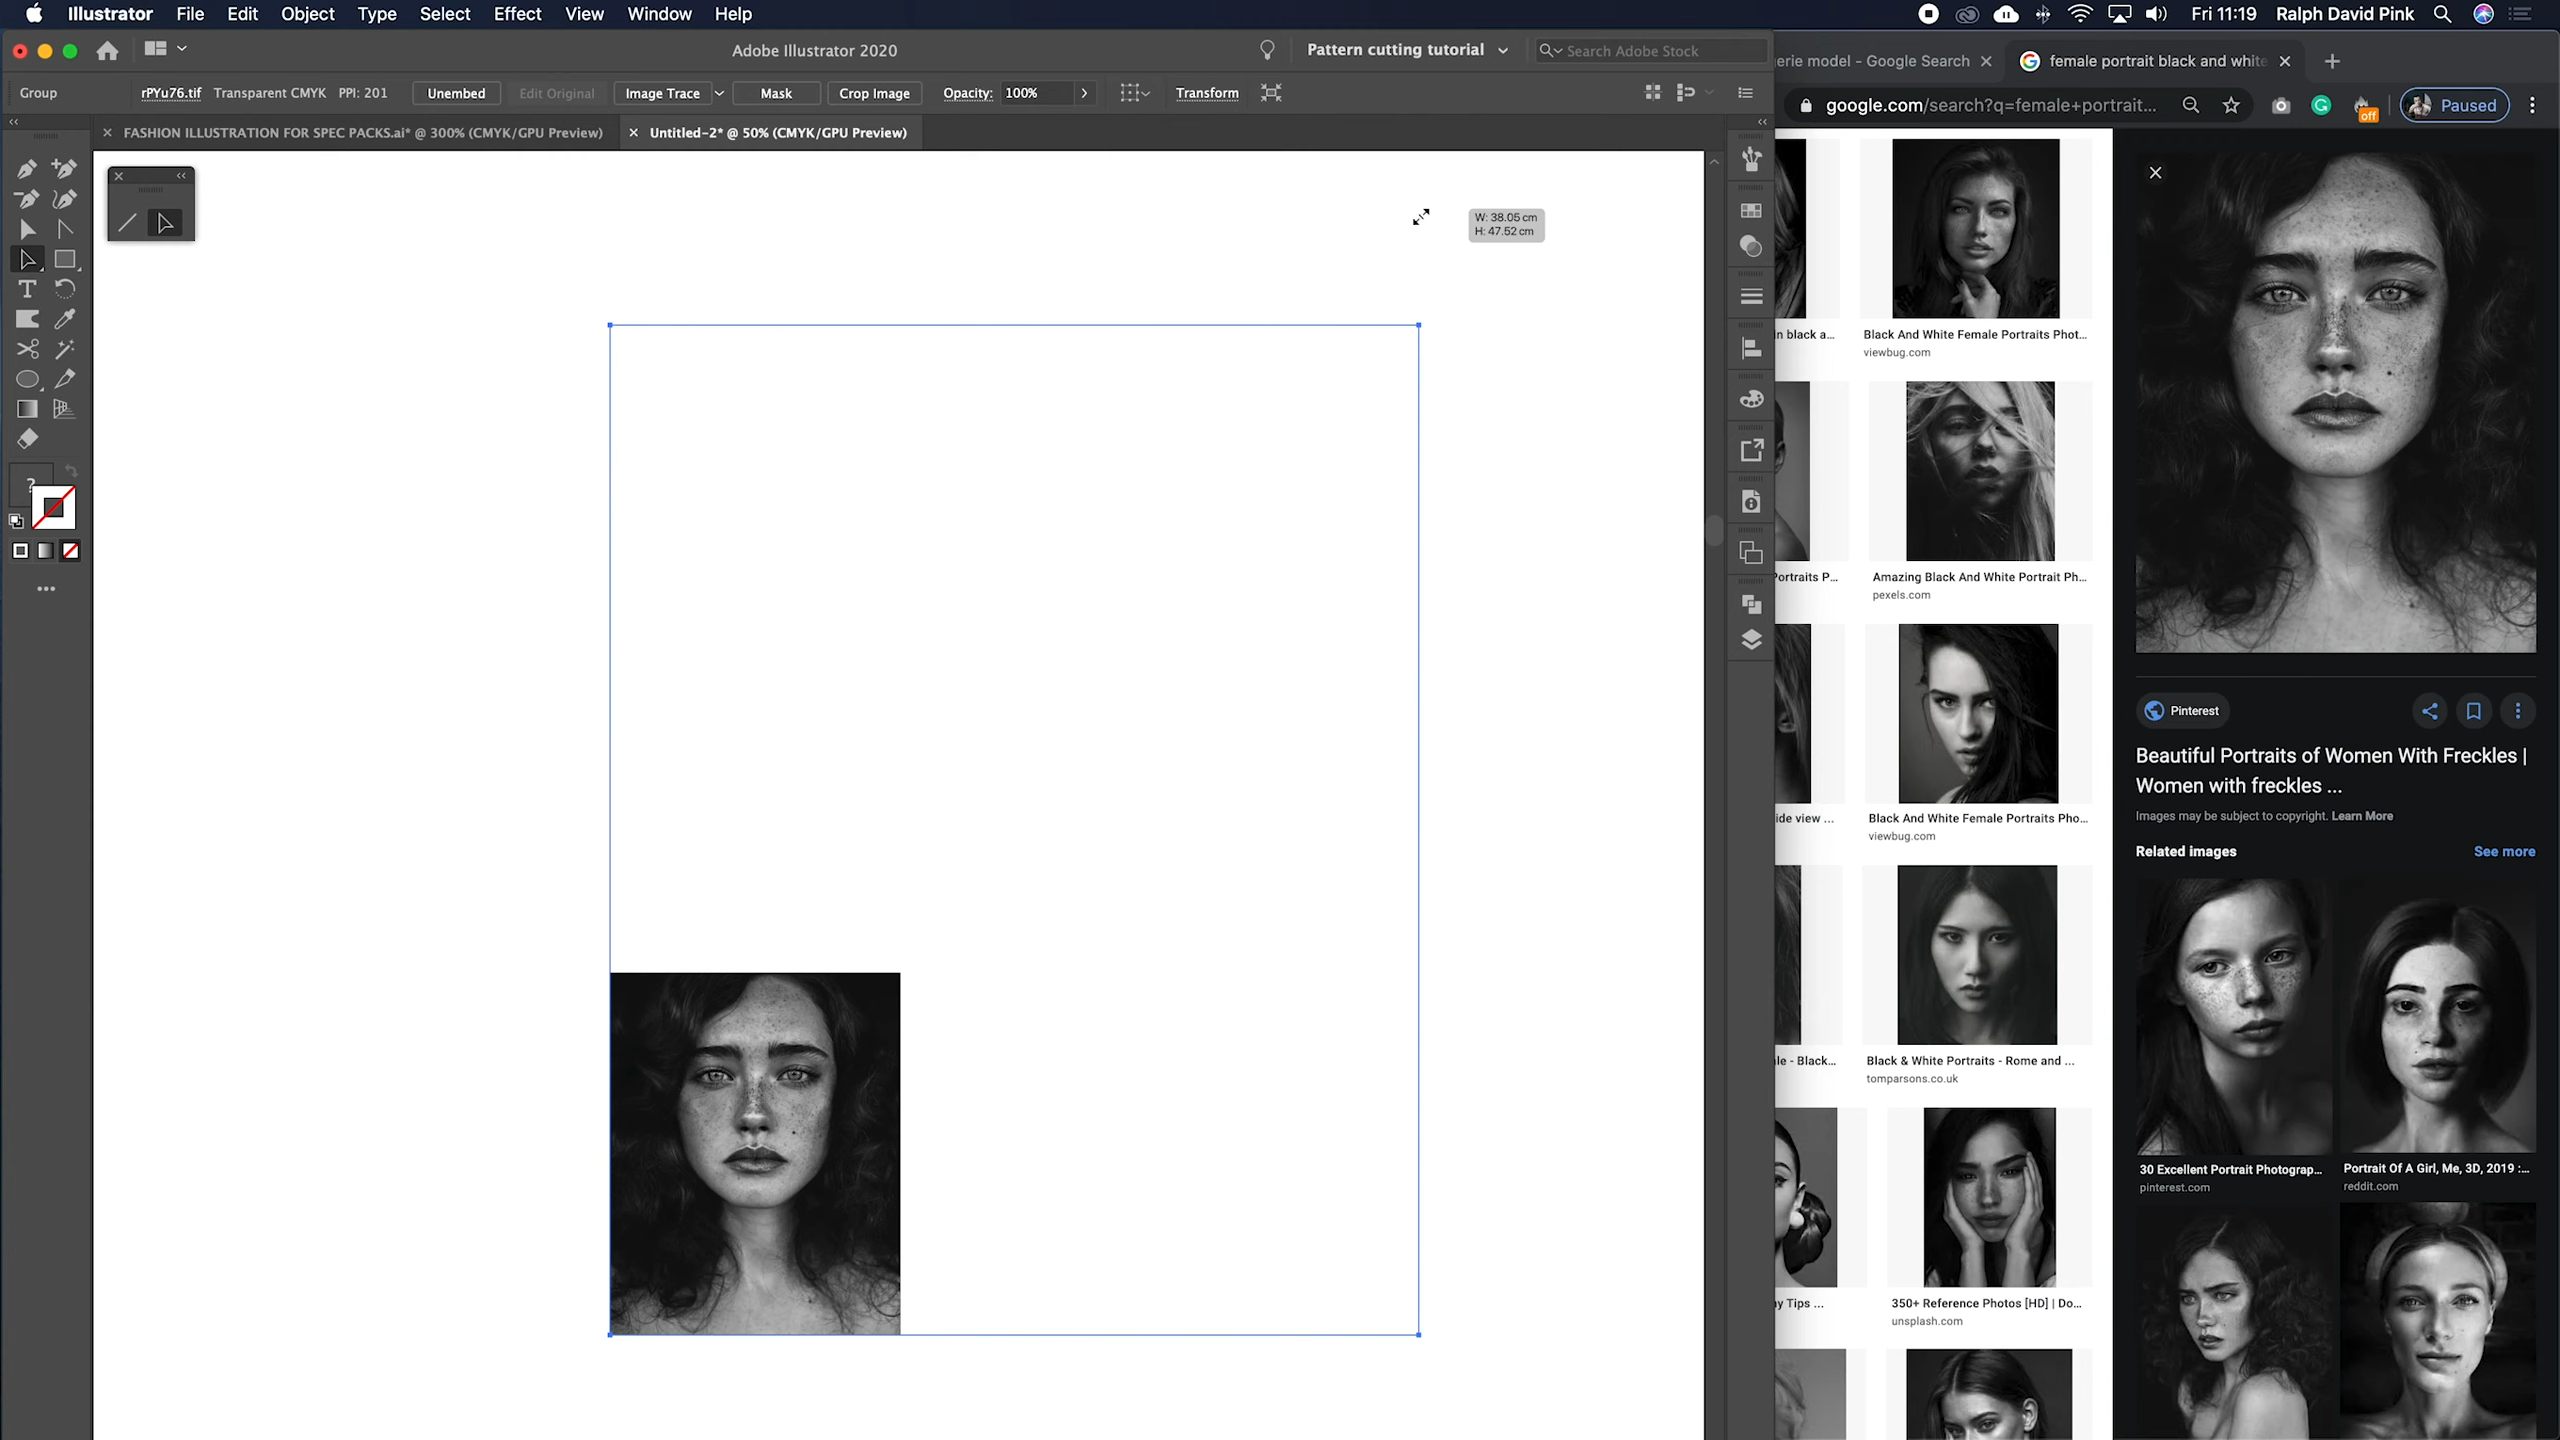 Illustrator File Edit Object Type Select Effect View Window Help
Fri 11:19 Ralph David Pink
Adobe Illustrator 2020
Pattern cutting tutorial
Search Adobe Stock
Group
rPYu76.tif
Transparent CMYK
PPI: 201
Unembed
Edit Original
Image Trace
Mask
Crop Image
Opacity:
100%
Transform
FASHION ILLUSTRATION FOR SPEC PACKS.ai* @ 300% (CMYK/GPU Preview)
Untitled-2* @ 50% (CMYK/GPU Preview)
W: 38.05 cm
H: 47.52 cm
?
erie model - Google Search
female portrait black and white
google.com/search?q=female+portrait...
off
Paused
in black a...
Black And White Female Portraits Phot...
viewbug.com
Portraits P...
Amazing Black And White Portrait Ph...
pexels.com
ide view ...
Black And White Female Portraits Pho...
viewbug.com
le - Black...
Black & White Portraits - Rome and ...
tomparsons.co.uk
y Tips ...
350+ Reference Photos [HD] | Do...
unsplash.com
Pinterest
Beautiful Portraits of Women With Freckles |
Women with freckles ...
Images may be subject to copyright. Learn More
Related images
See more
30 Excellent Portrait Photograp...
pinterest.com
Portrait Of A Girl, Me, 3D, 2019 :...
reddit.com